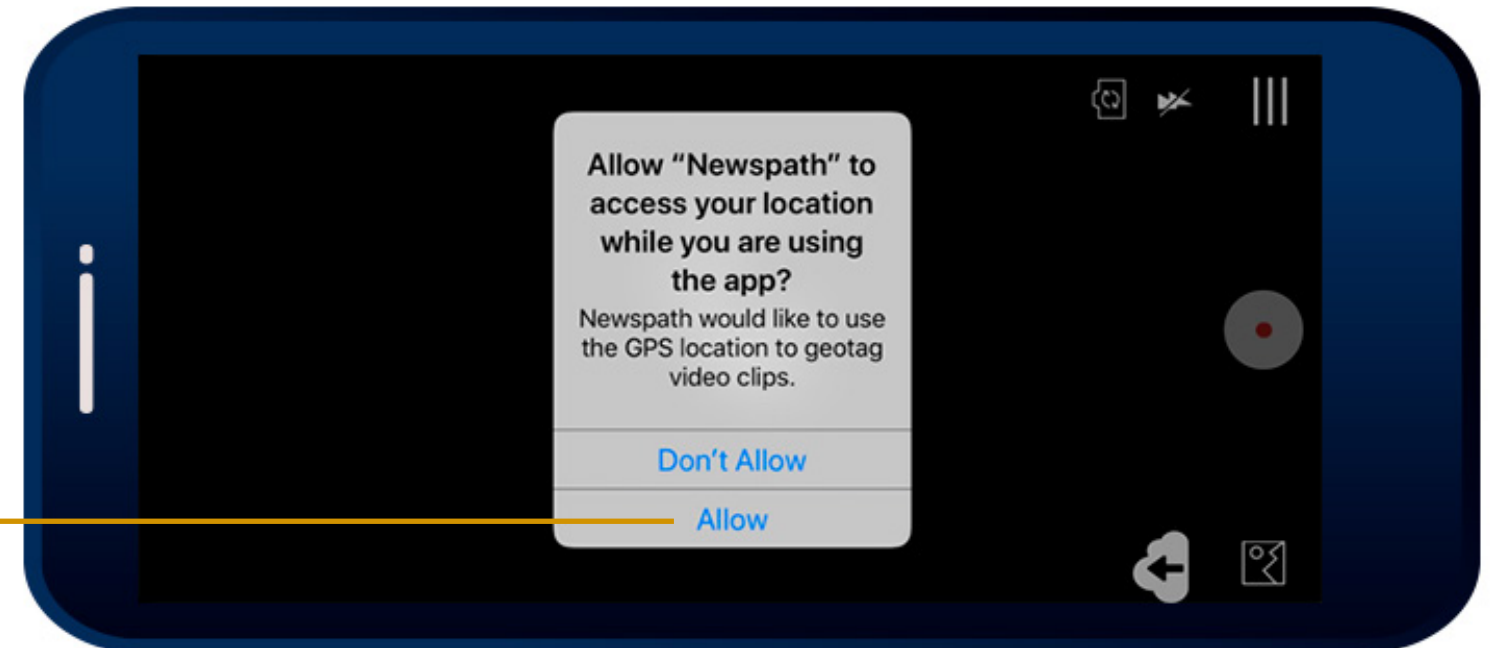 Allow “Newspath” to
access your location
while you are using
the app?
Newspath would like to use
the GPS location to geotag
video clips.
Don’t Allow
Allow